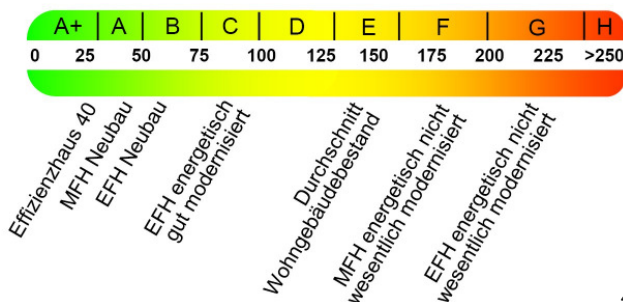 A+ A B C D E F G H
0 25 50 75 100 125 150 175 200 225 >250
Effizienzhaus 40
MFH Neubau
EFH Neubau
EFH energetisch
gut modernisiert
Durchschnitt
Wohngebäudebestand
MFH energetisch nicht
wesentlich modernisiert
EFH energetisch nicht
wesentlich modernisiert